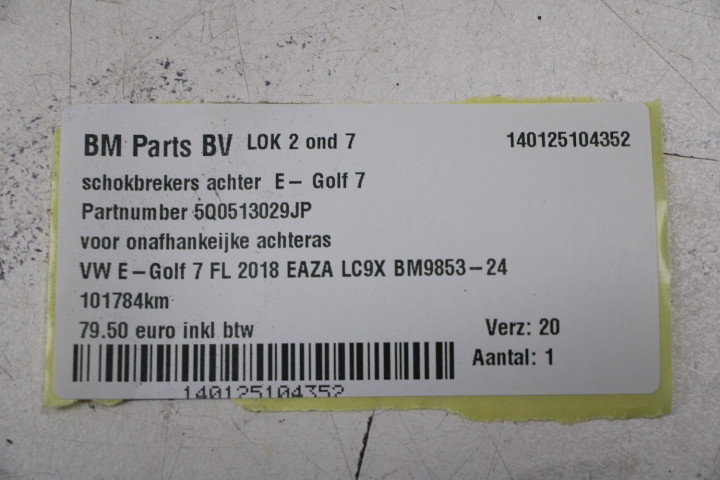 BM Parts BV LOK 2 ond 7 140125104352
schokbrekers achter E- Golf 7
Partnumber 5Q0513029JP
voor onafhankeijke achteras
VW E-Golf 7 FL 2018 EAZA LC9X BM9853-24
101784km
79.50 euro inkl btw Verz: 20
Aantal: 1
140125104352